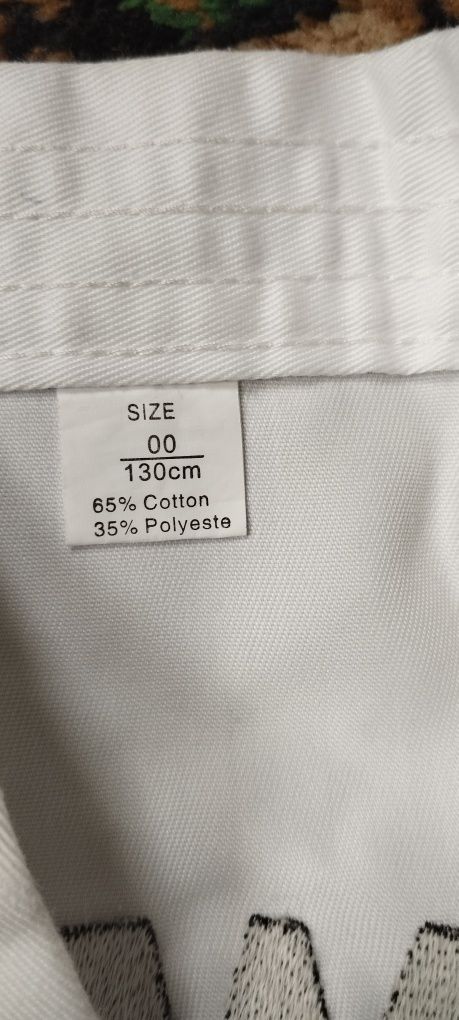 SIZE
00
130cm
65% Cotton
35% Polyeste